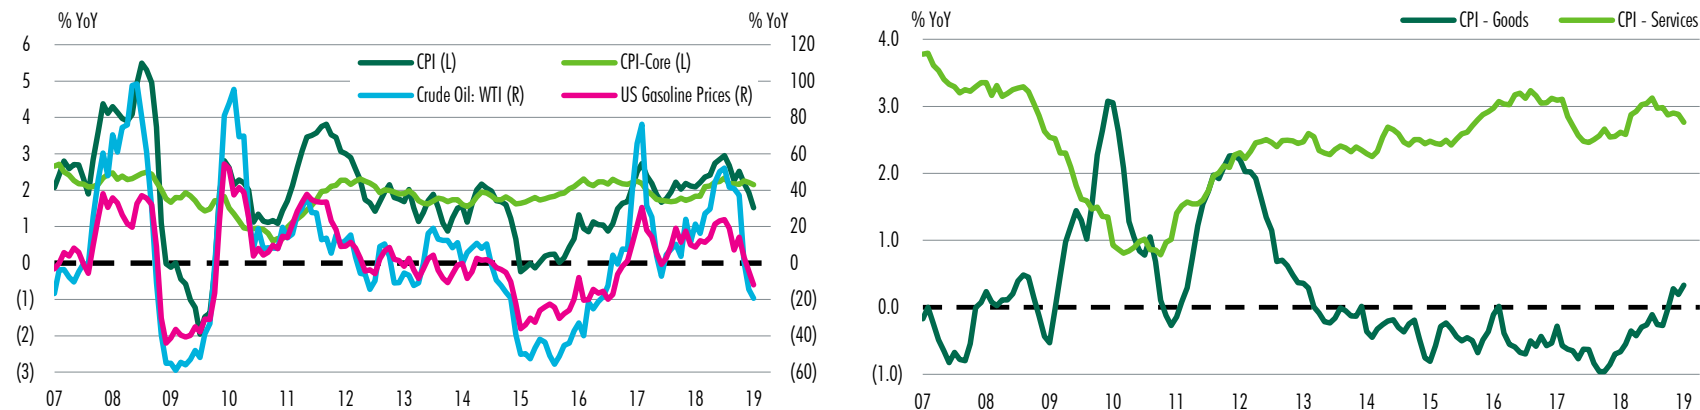 % YoY
% YoY
6
5
4
3
2
1
0
(1)
(2)
(3)
CPI (L)
CPI-Core (L)
Crude Oil: WTI (R)
US Gasoline Prices (R)
120
100
80
60
40
20
0
(20)
(40)
(60)
07 08 09 10 11 12 13 14 15 16 17 18 19
% YoY
CPI - Goods
CPI - Services
4.0
3.0
2.0
1.0
0.0
(1.0)
07 08 09 10 11 12 13 14 15 16 17 18 19